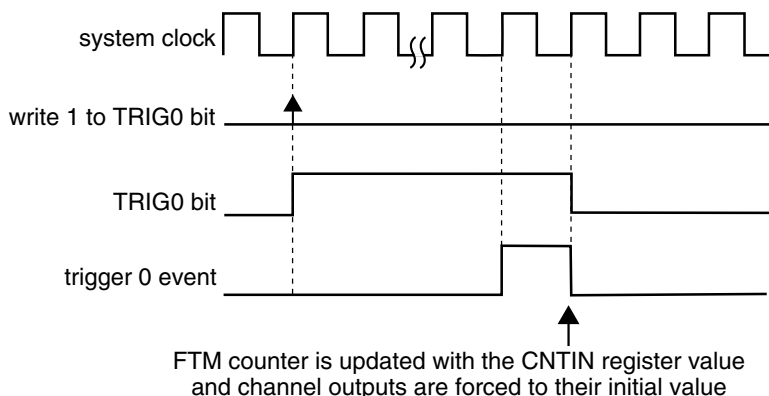 system clock
write 1 to TRIG0 bit
TRIG0 bit
trigger 0 event
FTM counter is updated with the CNTIN register value
and channel outputs are forced to their initial value